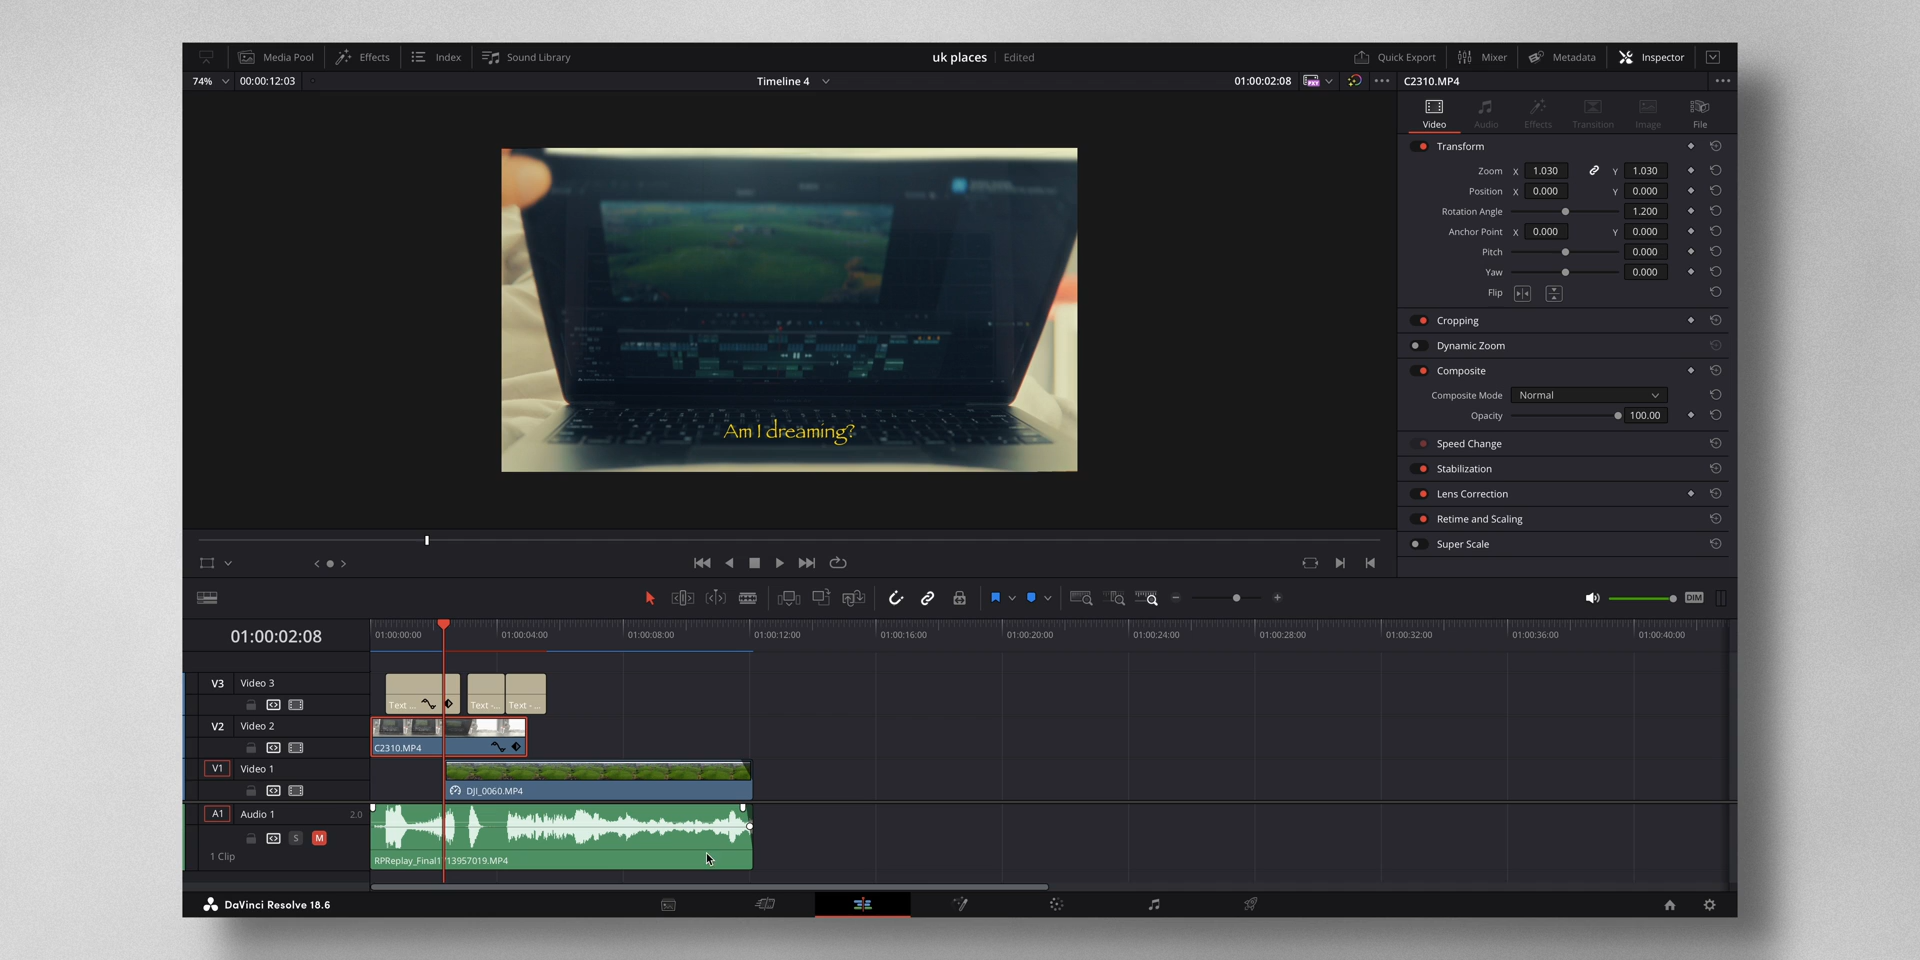 Media Pool Effects Index Sound Library uk places Edited Quick Export Mixer Metadata Inspector
74% 00:00:12:03 Timeline 4 01:00:02:08 C2310.MP4
Video Audio Effects Transition Image File
Transform
Zoom X 1.030 Y 1.030
Position X 0.000 Y 0.000
Rotation Angle 1.200
Anchor Point X 0.000 Y 0.000
Pitch 0.000
Yaw 0.000
Flip
Cropping
Dynamic Zoom
Composite
Composite Mode Normal
Opacity 100.00
Am I dreaming?
Speed Change
Stabilization
Lens Correction
Retime and Scaling
Super Scale
DIM
01:00:02:08 01:00:00:00 01:00:04:00 01:00:08:00 01:00:12:00 01:00:16:00 01:00:20:00 01:00:24:00 01:00:28:00 01:00:32:00 01:00:36:00 01:00:40:00
V3 Video 3
Text ... Text -... Text - ...
V2 Video 2
C2310.MP4
V1 Video 1
DJI_0060.MP4
A1 Audio 1 2.0
S M
1 Clip RPReplay_Final1 13957019.MP4
DaVinci Resolve 18.6